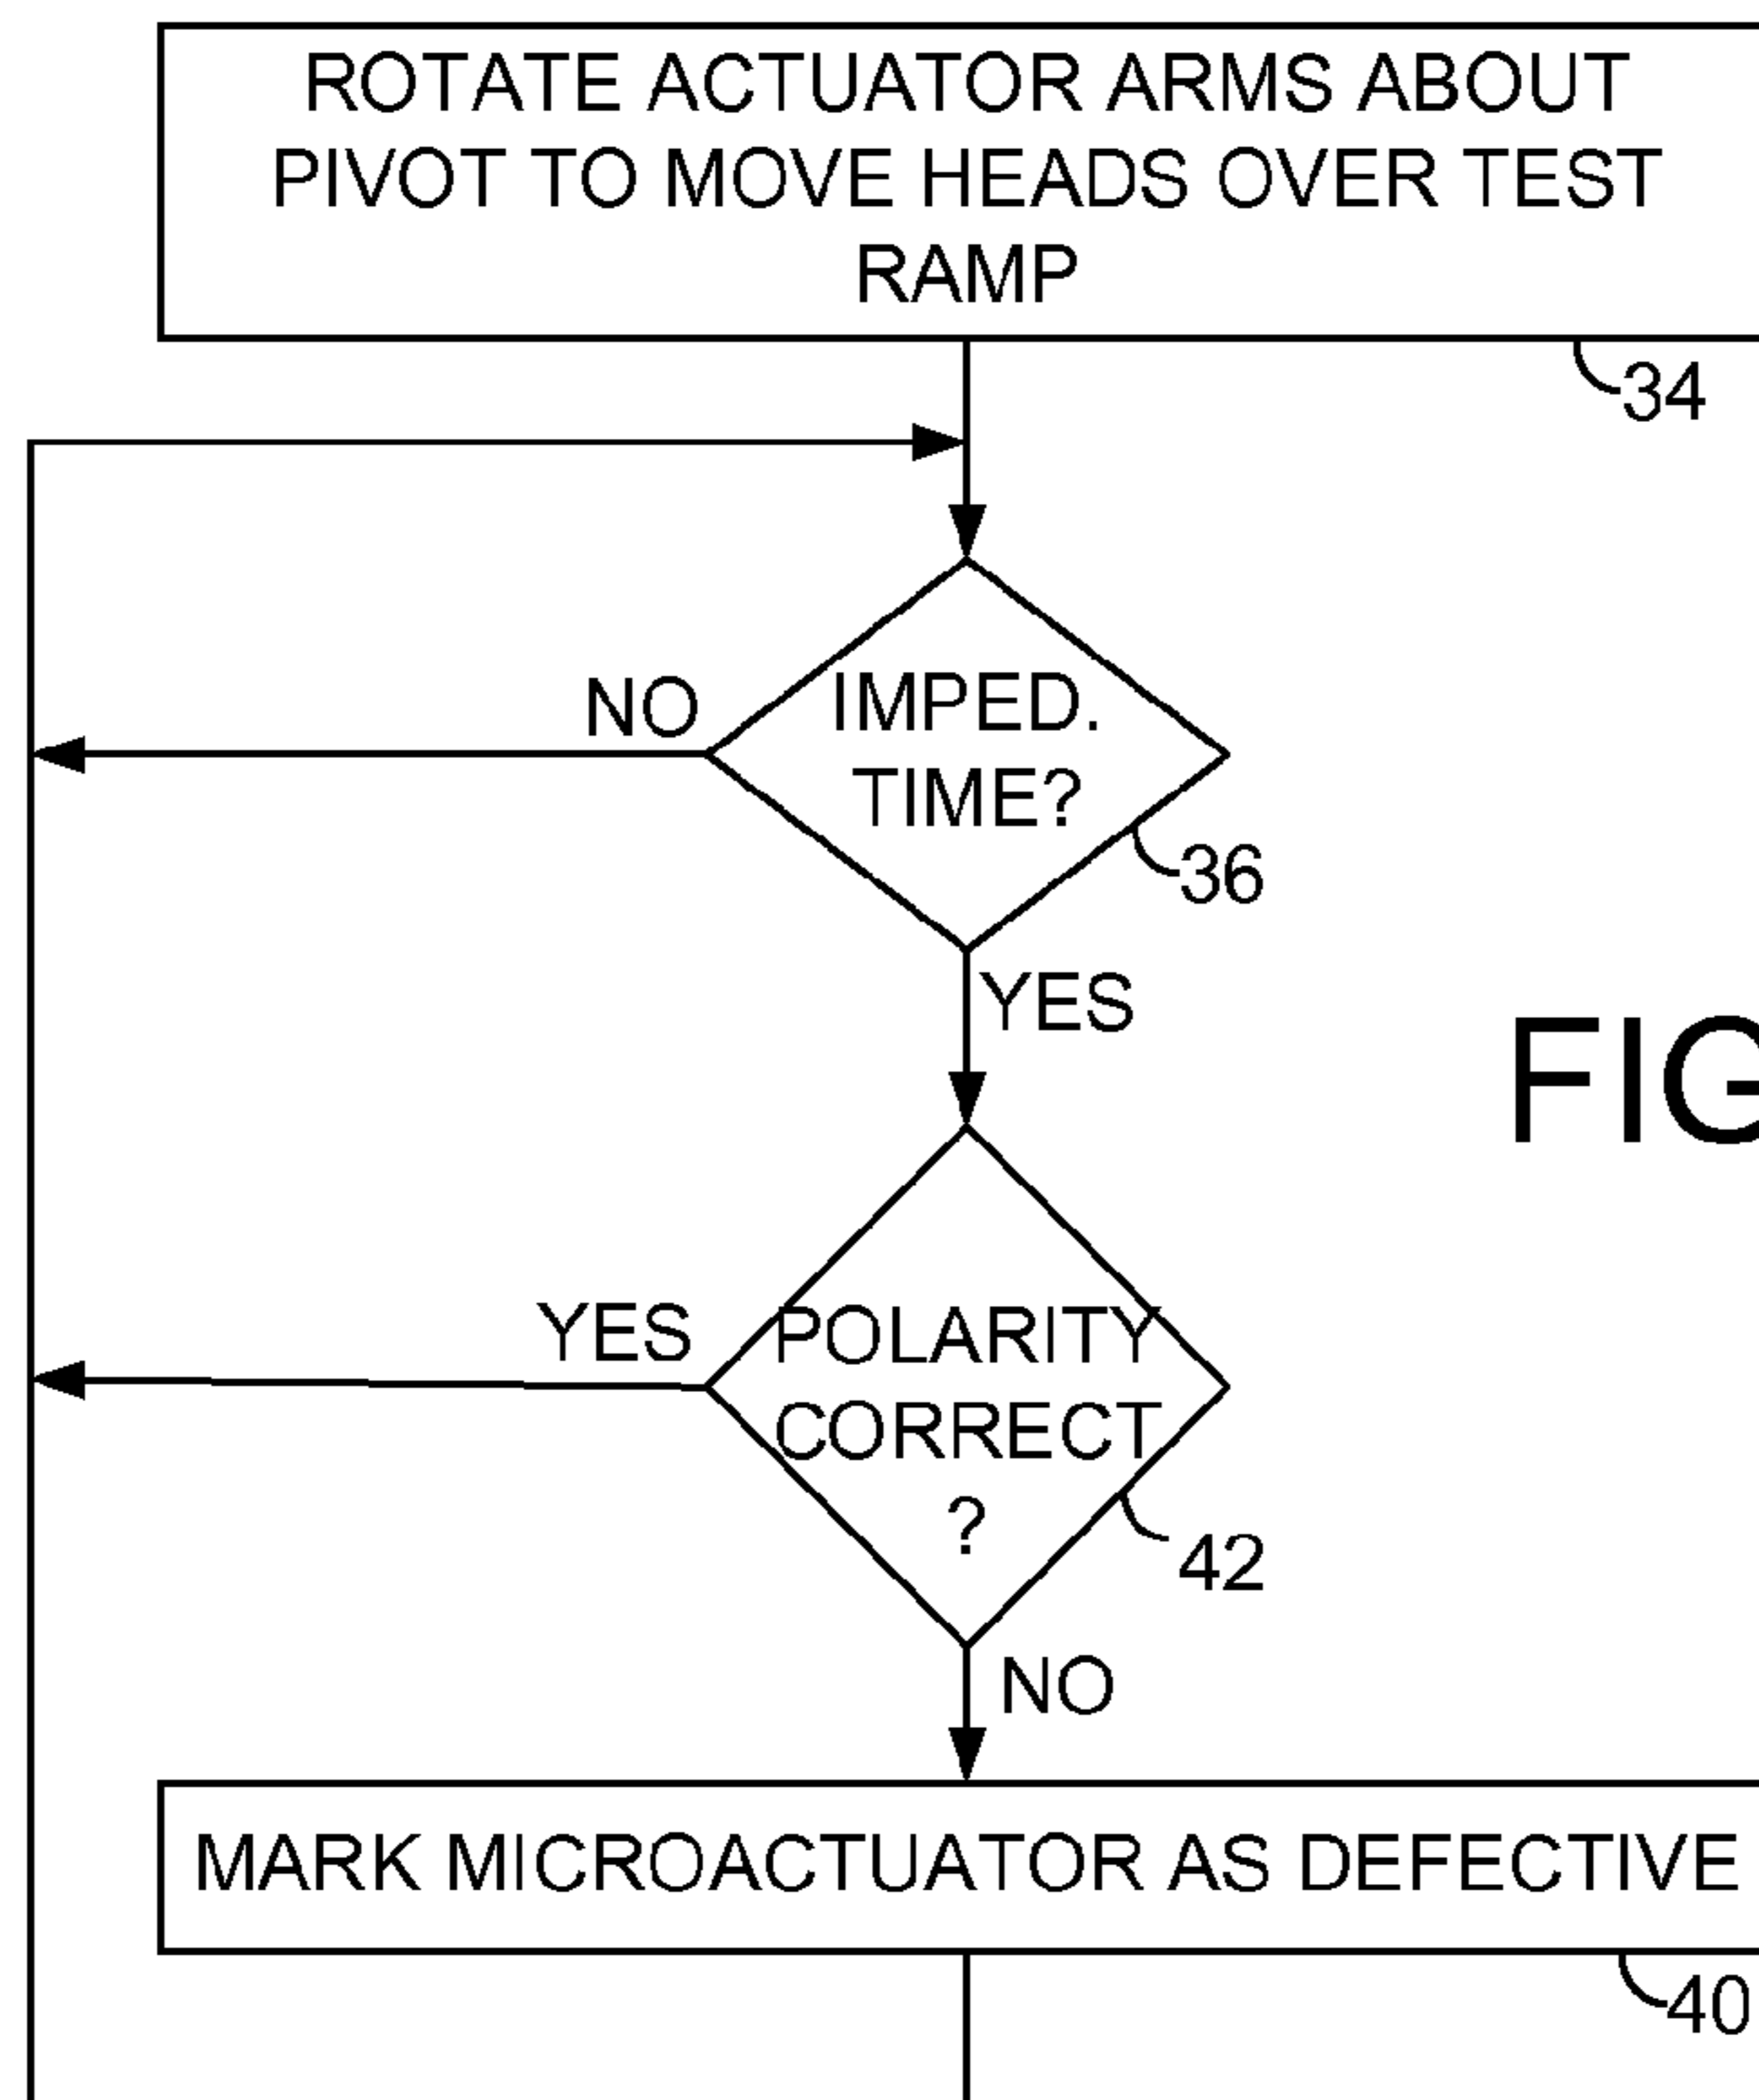 ROTATE ACTUATOR ARMS ABOUT
PIVOT TO MOVE HEADS OVER TEST
RAMP
34
NO
IMPED.
TIME?
36
YES
FIG
YES
POLARITY
CORRECT
?
42
NO
MARK MICROACTUATOR AS DEFECTIVE
40